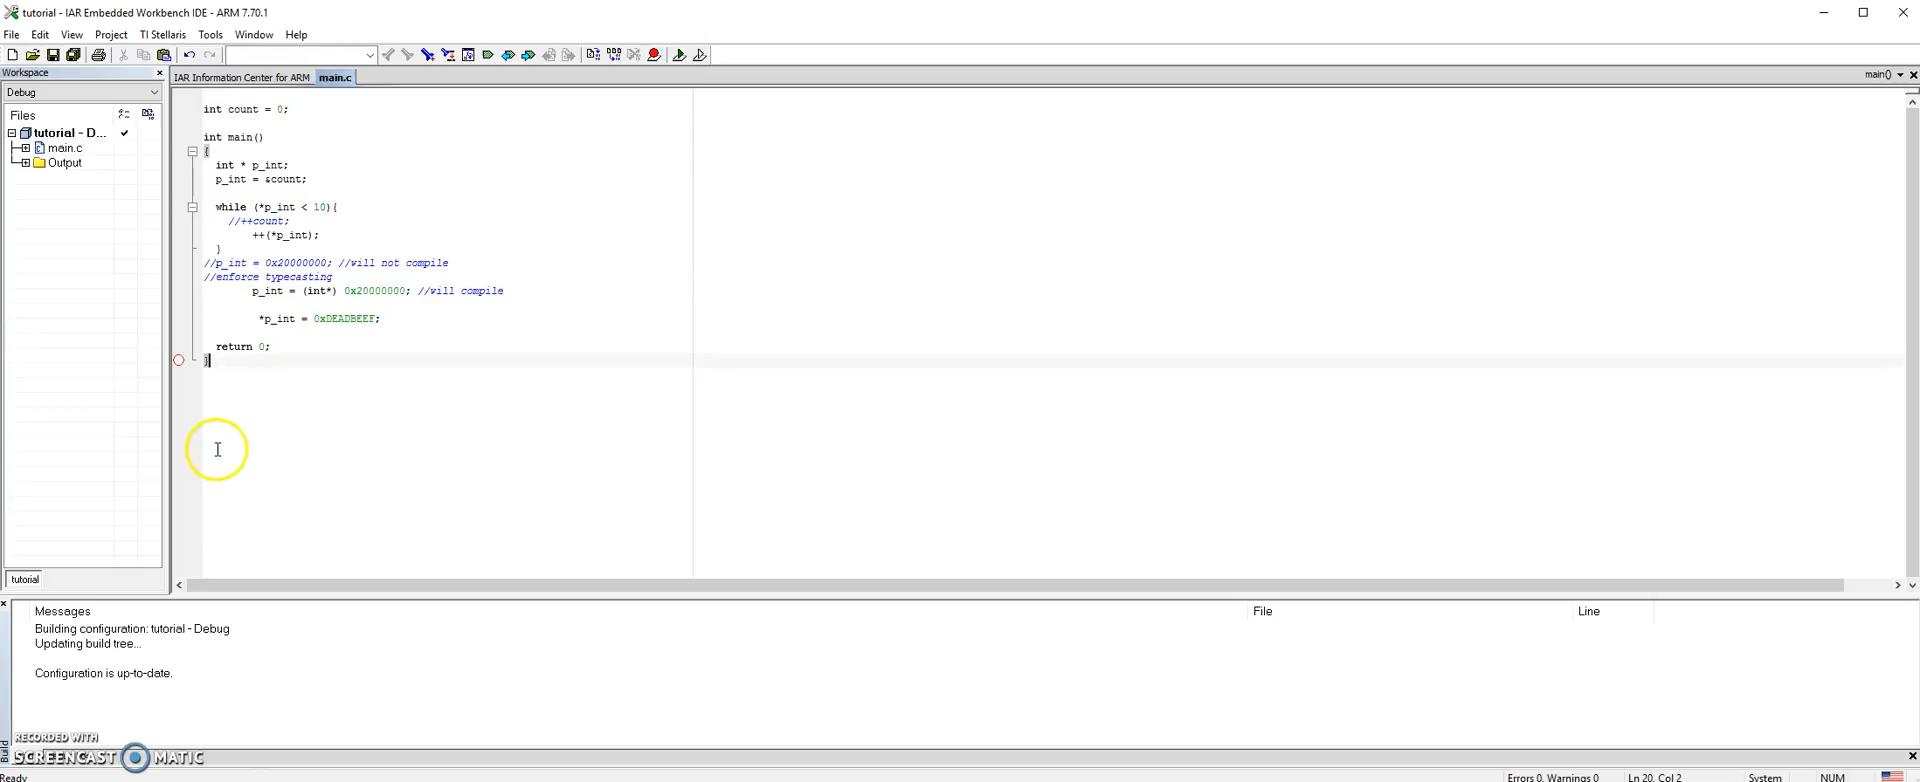 tutorial - IAR Embedded Workbench IDE - ARM 7.70.1
File Edit View Project TI Stellaris Tools Window Help
Workspace
IAR Information Center for ARM main.c
main()
Debug
Files
tutorial - D...
main.c
Output
int count = 0;
int main()
{
int * p_int;
p_int = &count;
while (*p_int < 10){
//++count;
++(*p_int);
}
//p_int = 0x20000000; //will not compile
//enforce typecasting
p_int = (int*) 0x20000000; //will compile
*p_int = 0xDEADBEEF;
return 0;
}
tutorial
Messages File Line
Building configuration: tutorial - Debug
Updating build tree...
Configuration is up-to-date.
Build
RECORDED WITH
SCREENCAST MATIC
Ready Errors 0, Warnings 0 Ln 20, Col 2 System NUM